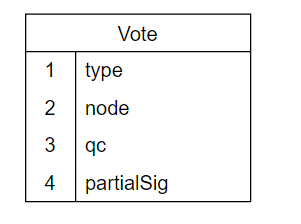 Vote
1 type
2 node
3 qc
4 partialSig